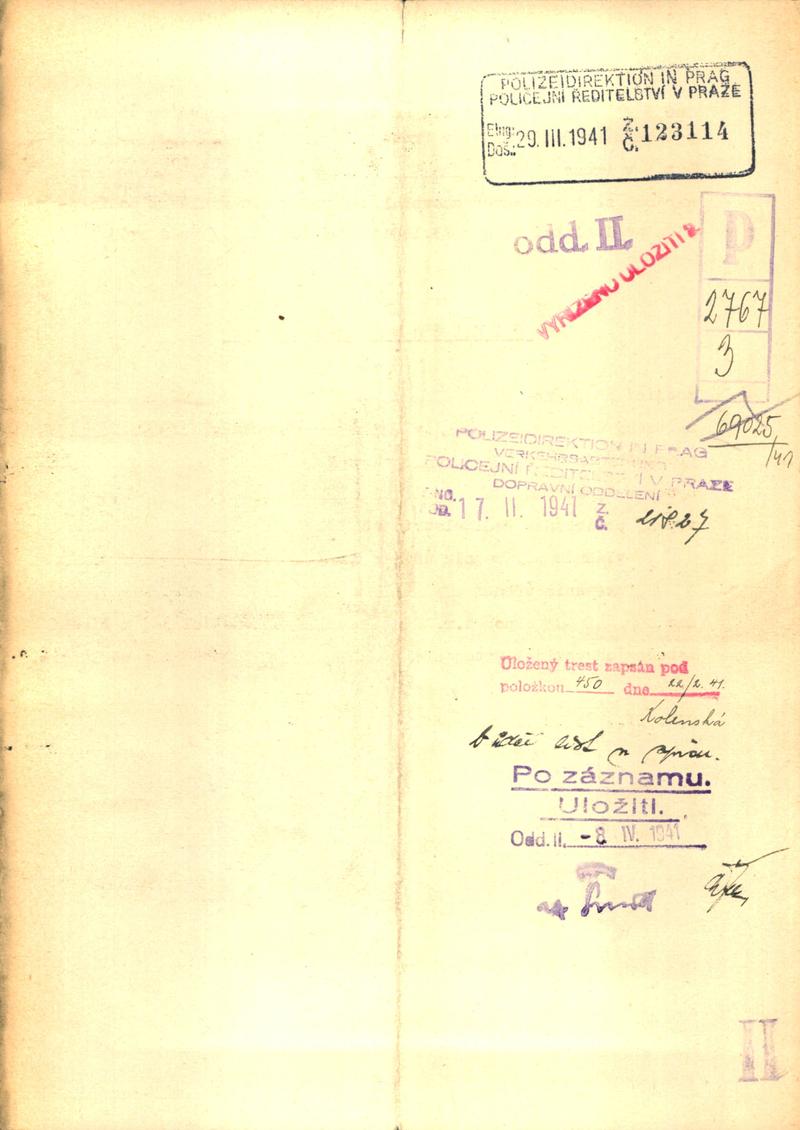 POLIZEIDIREKTION IN PRAG
POLICEJNÍ ŘEDITELSTVÍ V PRAZE
Eing.:
Doš.: 29. III. 1941 Z.
Č. 123114
odd. II.
VYŘÍZENO ULOŽITI
P
2767
3
69025
/41
POLIZEIDIREKTION IN PRAG
VERKEHRSABTEILUNG
POLICEJNÍ ŘEDITELSTVÍ V PRAZE
DOPRAVNÍ ODDĚLENÍ
17. II. 1941 Z.
Č.
Uložený trest zapsán pod
položkou 450 dne 22/2. 41.
Kolenská
Po záznamu.
Uložiti.
Odd. II. -8. IV. 1941
II